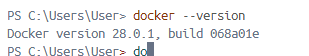 PS C:\Users\User> docker --version
Docker version 28.0.1, build 068a01e
PS C:\Users\User> do